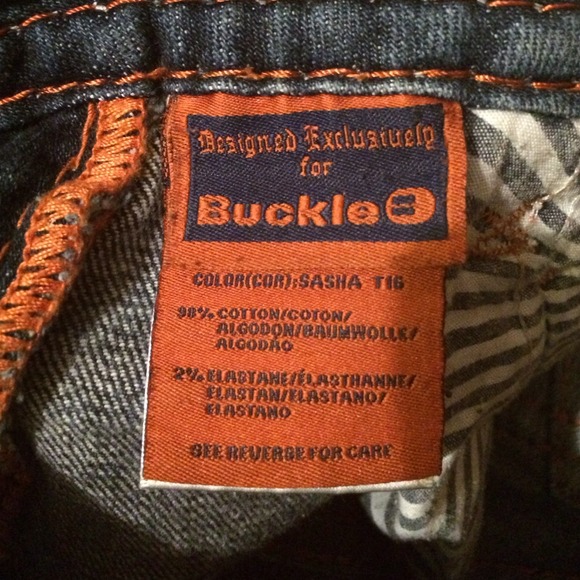 Designed Exclusively
for
Buckle B
COLOR(COR):SASHA T16
98% COTTON/COTON/
ALGODON/BAUMWOLLE/
ALGODÃO
2% ELASTANE/ÉLASTHANNE/
ELASTAN/ELASTANO/
ELASTANO
SEE REVERSE FOR CARE